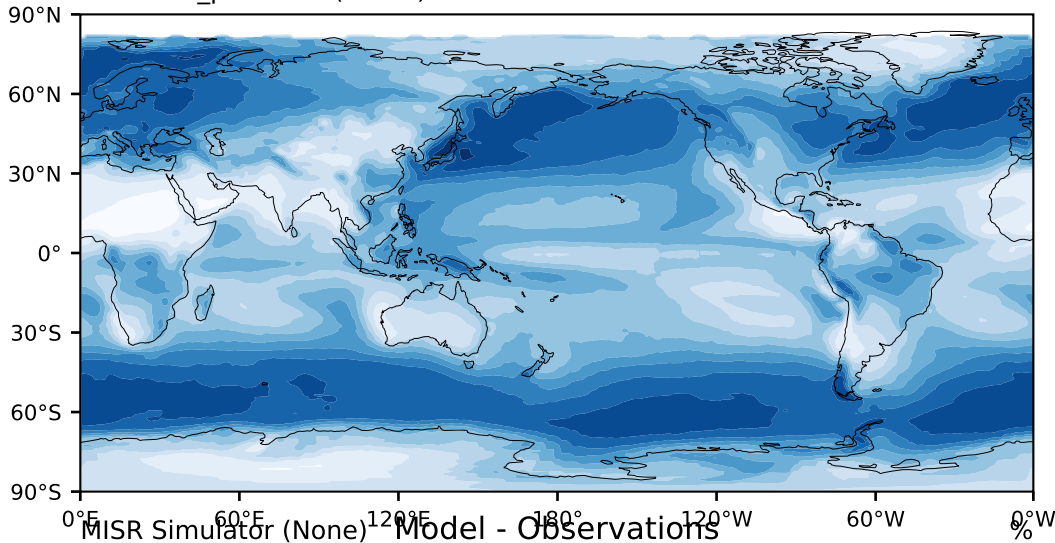 90°N
60°N
30°N
0°
30°S
60°S
90°S
0°E 60°E 120°E 180° 120°W 60°W 0°W
MISR Simulator (None) Model - Observations %